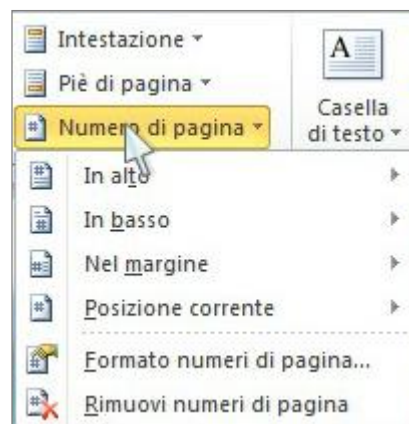 Intestazione
Piè di pagina
Numero di pagina
A
Casella
di testo
In alto
In basso
Nel margine
Posizione corrente
Formato numeri di pagina...
Rimuovi numeri di pagina